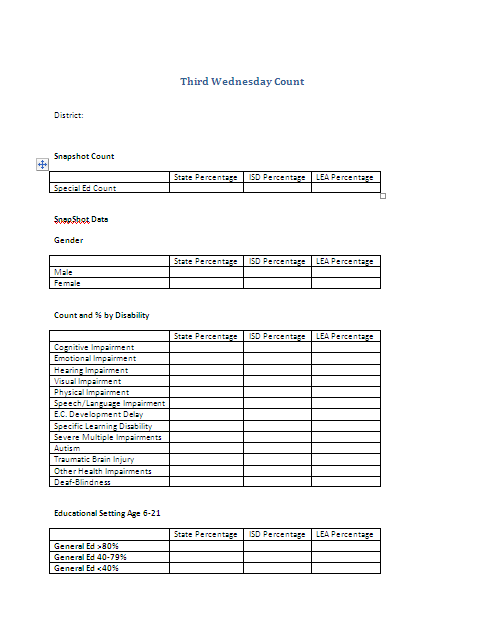 Third Wednesday Count
District:
Snapshot Count
State Percentage ISD Percentage LEA Percentage
Special Ed Count
SnapShot Data
Gender
State Percentage ISD Percentage LEA Percentage
Male
Female
Count and % by Disability
State Percentage ISD Percentage LEA Percentage
Cognitive Impairment
Emotional Impairment
Hearing Impairment
Visual Impairment
Physical Impairment
Speech/Language Impairment
E.C. Development Delay
Specific Learning Disability
Severe Multiple Impairments
Autism
Traumatic Brain Injury
Other Health Impairments
Deaf-Blindness
Educational Setting Age 6-21
State Percentage ISD Percentage LEA Percentage
General Ed >80%
General Ed 40-79%
General Ed <40%